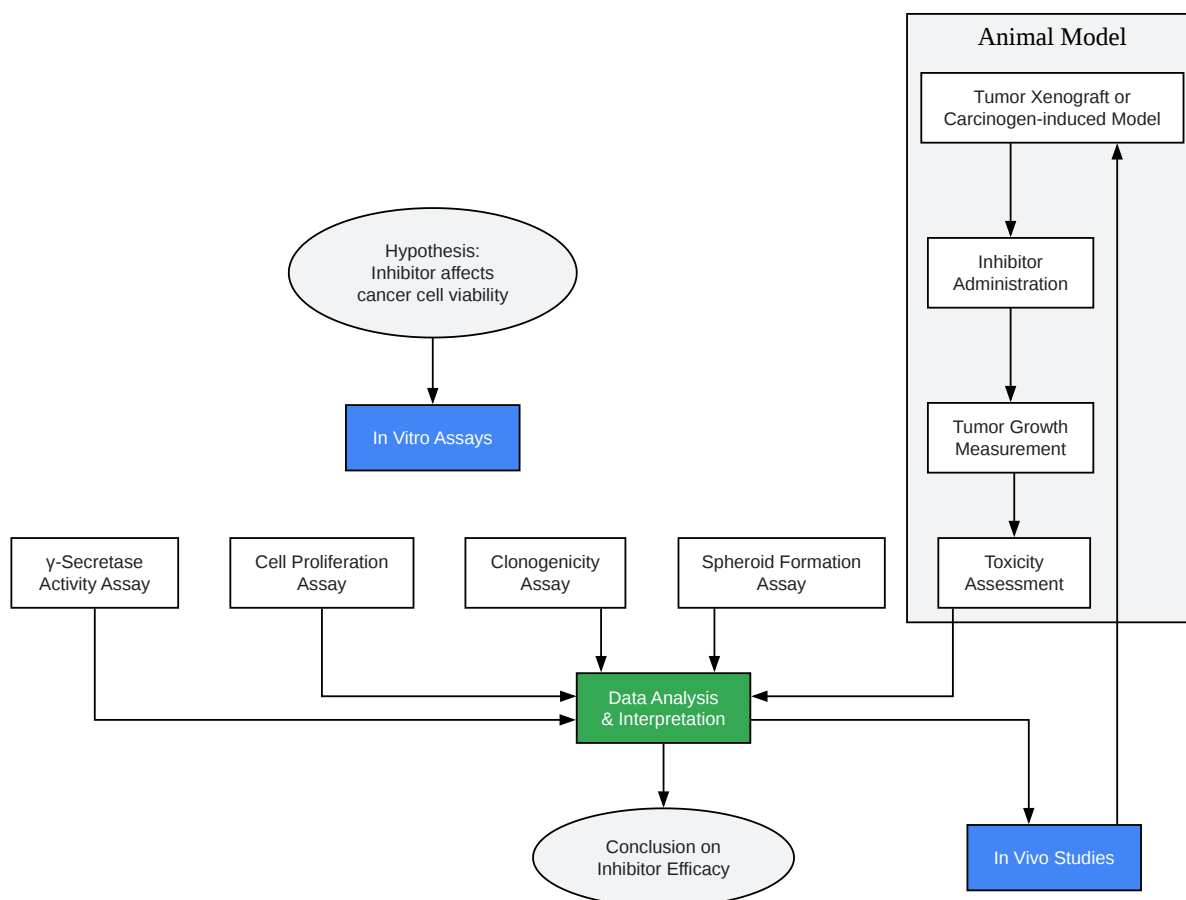 Animal Model
Tumor Xenograft or
Carcinogen-induced Model
Hypothesis:
Inhibitor affects
cancer cell viability
Inhibitor
Administration
In Vitro Assays
Tumor Growth
Measurement
γ-Secretase
Activity Assay
Cell Proliferation
Assay
Clonogenicity
Assay
Spheroid Formation
Assay
Toxicity
Assessment
Data Analysis
& Interpretation
Conclusion on
Inhibitor Efficacy
In Vivo Studies